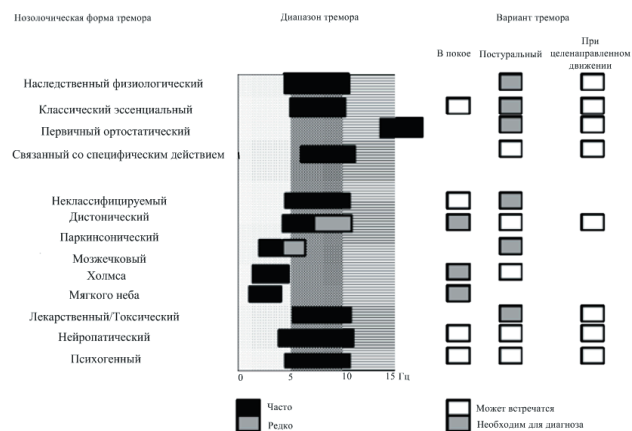 Нозолочическая форма тремора
Диапазон тремора
Вариант тремора
В покое
Постуральный
При
целенаправленном
движении
Наследственный физиологический
Классический эссенциальный
Первичный ортостатический
Связанный со специфическим действием
Неклассифицируемый
Дистонический
Паркинсонический
Мозжечковый
Холмса
Мягкого неба
Лекарственный/Токсический
Нейропатический
Психогенный
0 5 10 15 Гц
Часто
Редко
Может встречатся
Необходим для диагноза